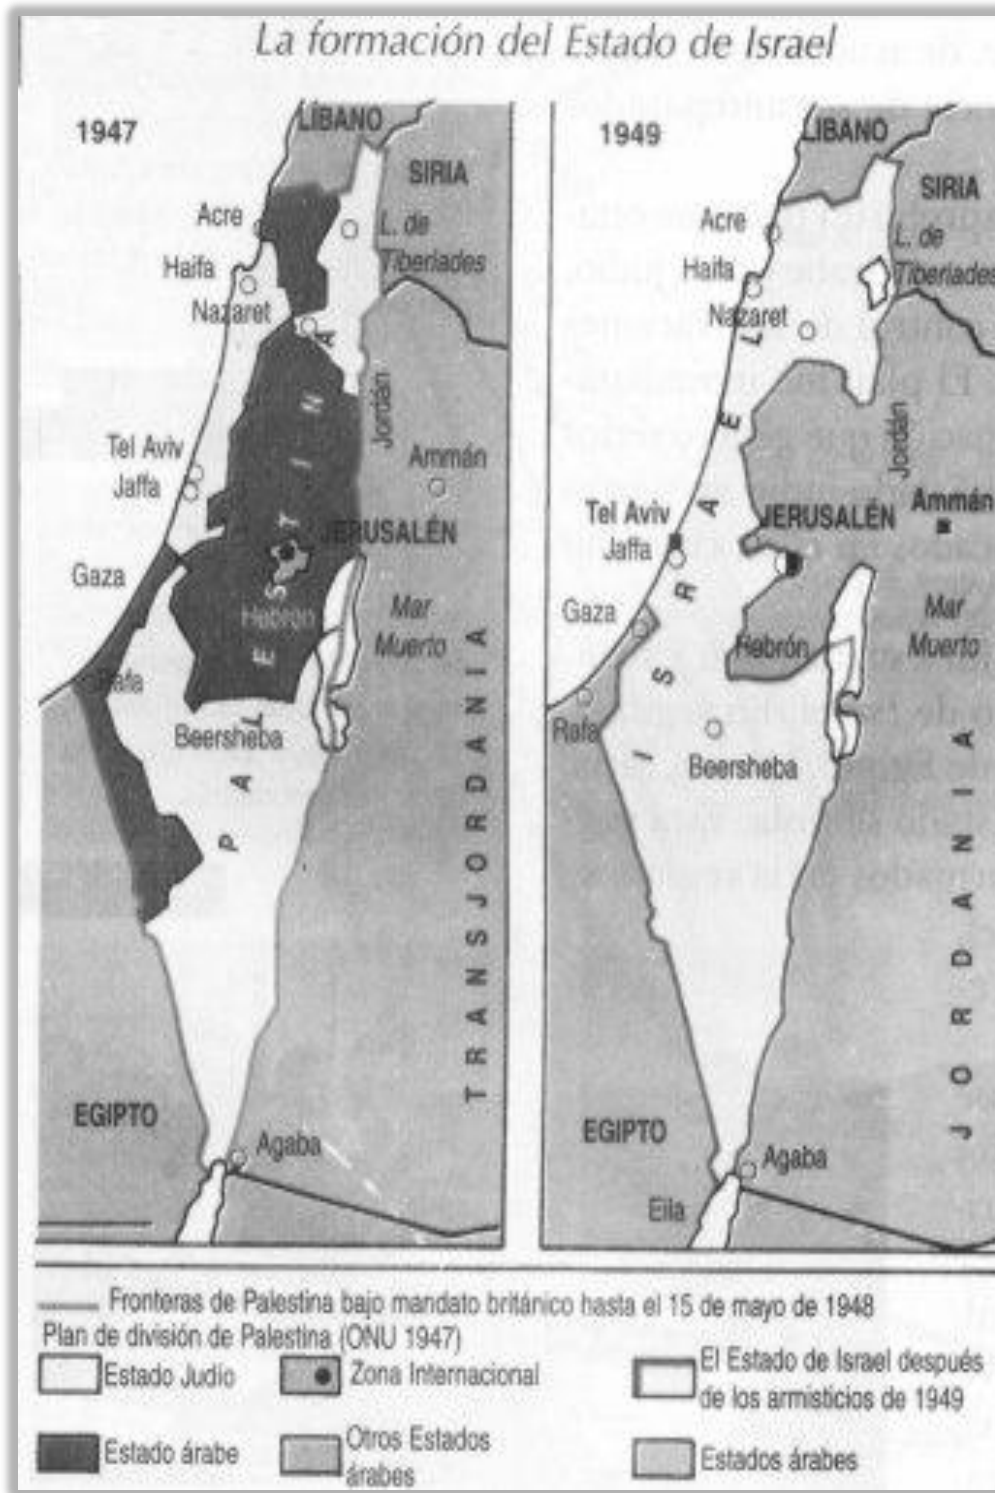 La formación del Estado de Israel
1947
LÍBANO
SIRIA
Acre
L. de
Tiberiades
Haifa
Nazaret
Jordán
Tel Aviv
Jaffa
Ammán
JERUSALÉN
Gaza
Hebrón
Mar
Muerto
Rafa
Beersheba
PALESTINA
TRANSJORDANIA
EGIPTO
Agaba
1949
LÍBANO
SIRIA
Acre
L. de
Tiberiades
Haifa
Nazaret
Jordán
Ammán
Tel Aviv
Jaffa
JERUSALÉN
Gaza
Mar
Muerto
Hebrón
Rafa
Beersheba
ISRAEL
JORDANIA
EGIPTO
Agaba
Eila
Fronteras de Palestina bajo mandato británico hasta el 15 de mayo de 1948
Plan de división de Palestina (ONU 1947)
Estado Judío
Zona Internacional
El Estado de Israel después
de los armisticios de 1949
Estado árabe
Otros Estados
árabes
Estados árabes